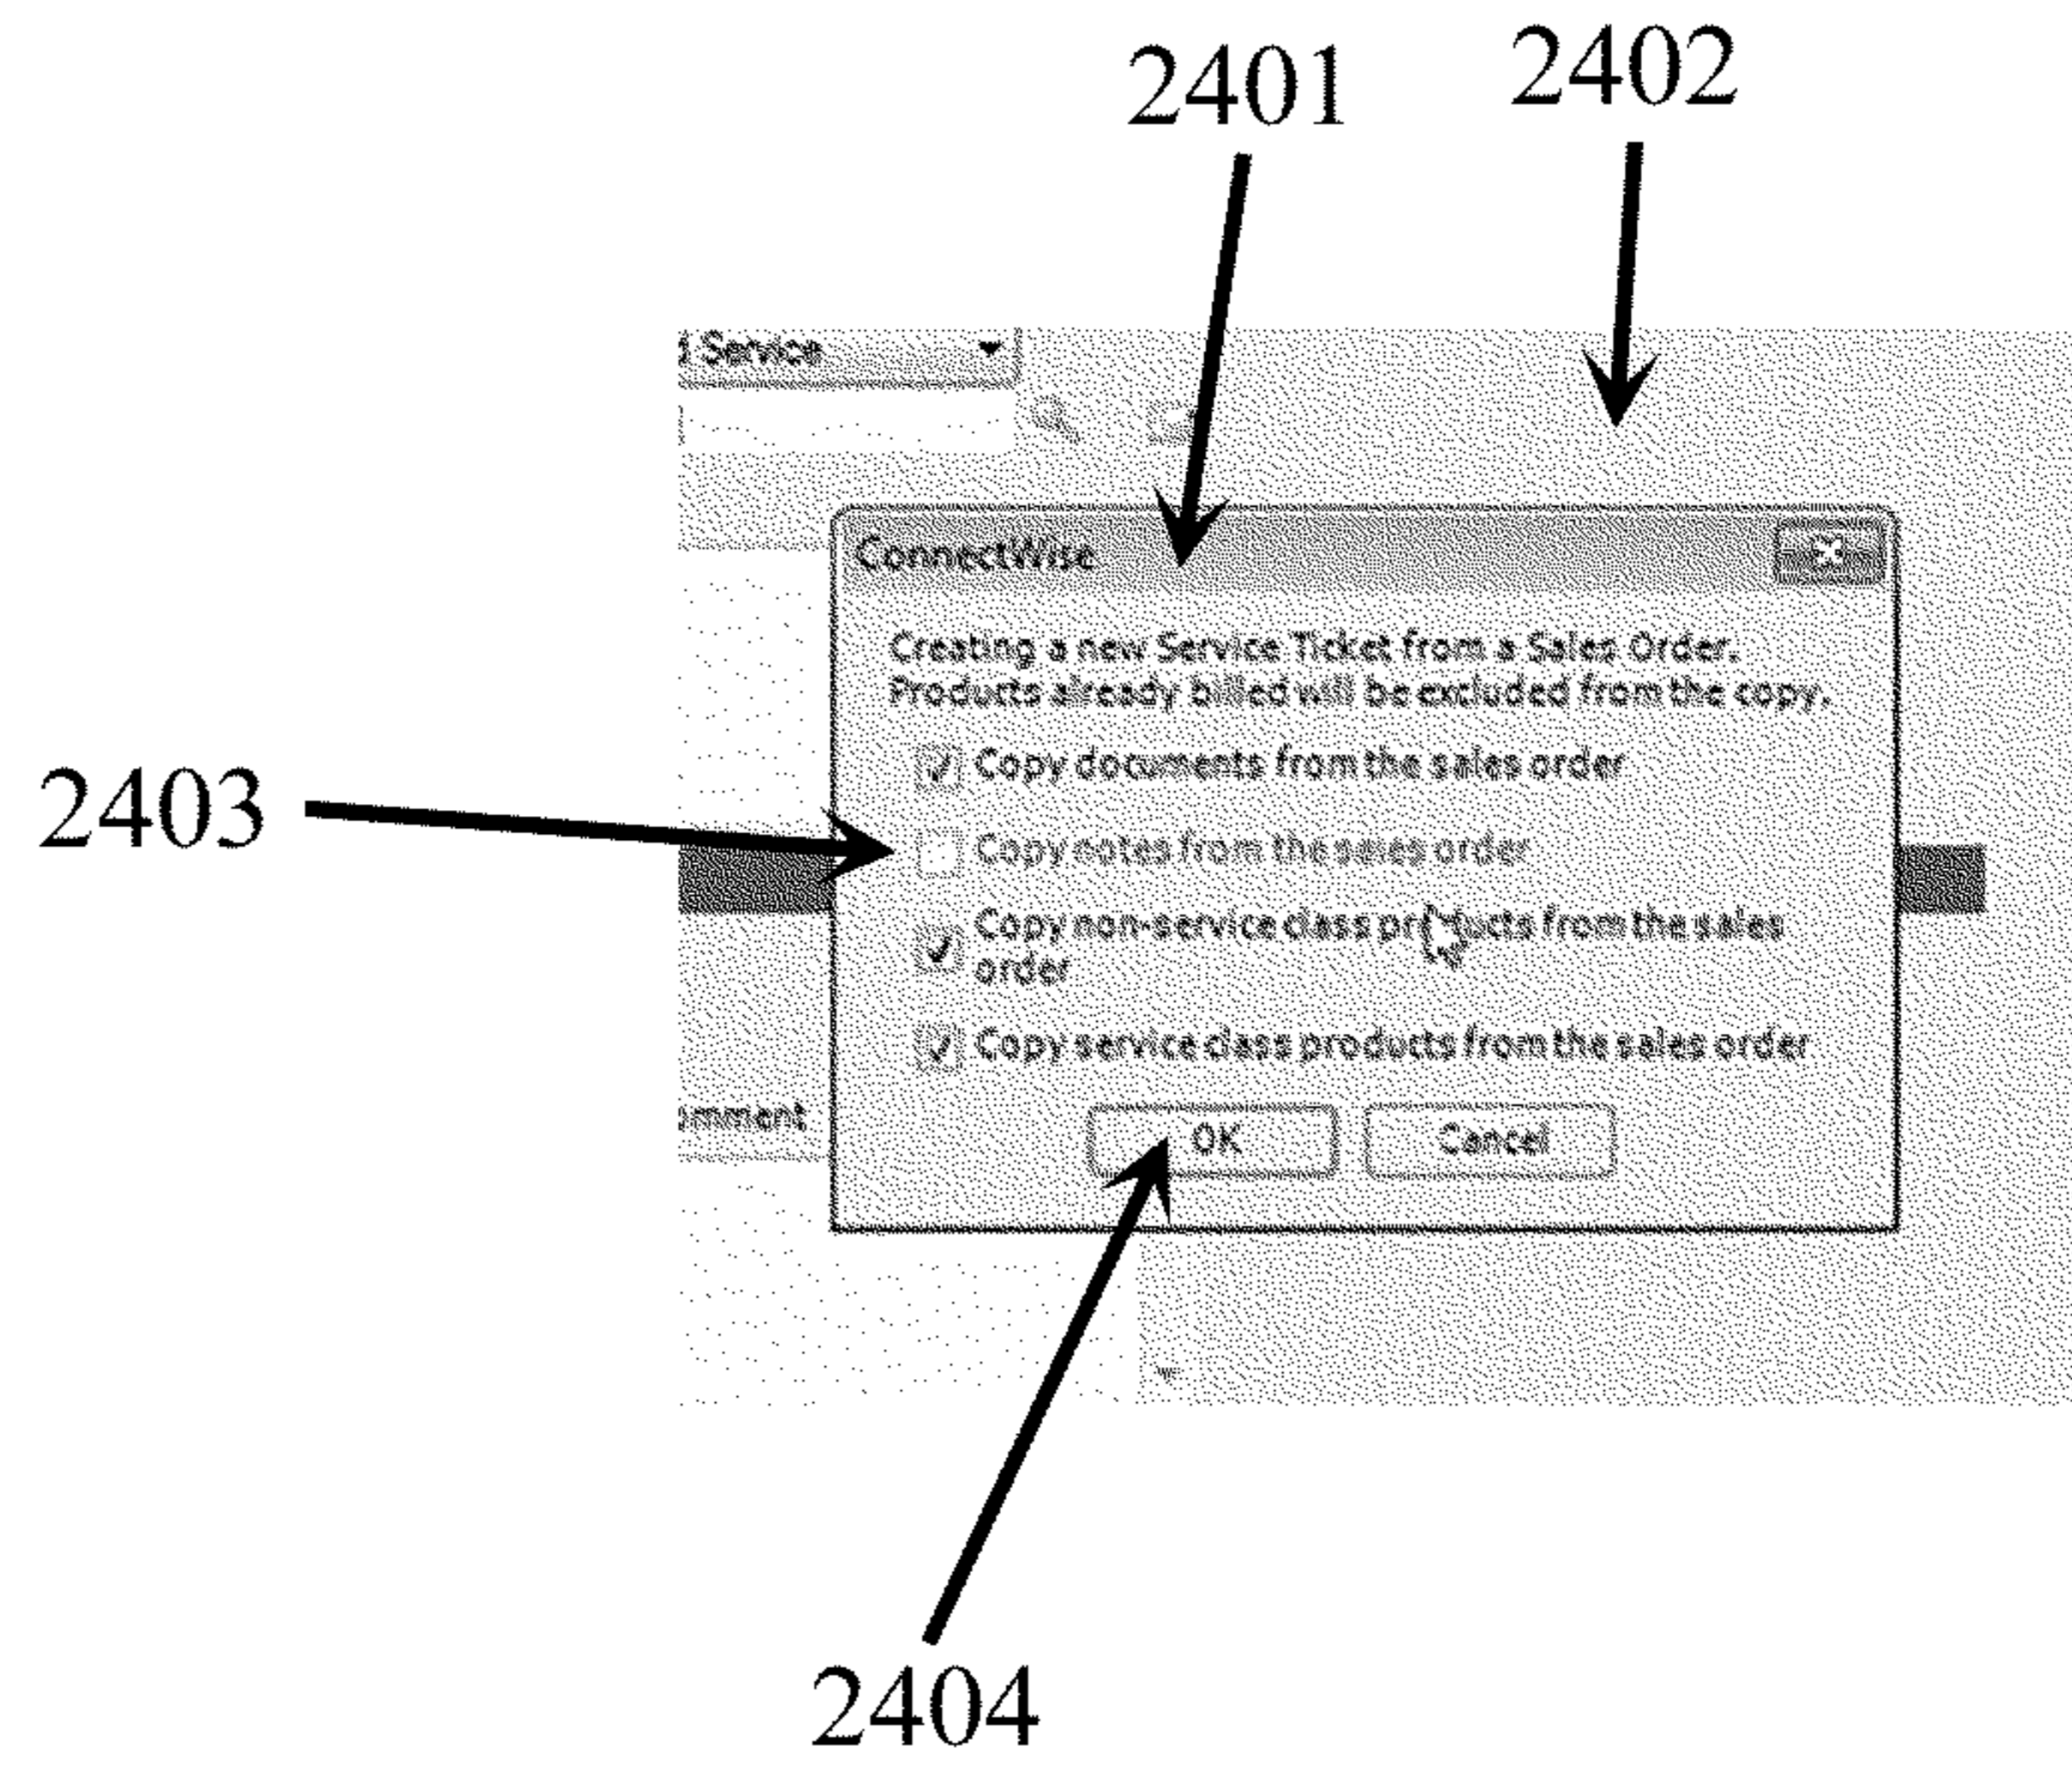 2401 2402
Service
ConnectWise
Creating a new Service Ticket from a Sales Order.
Products already billed will be excluded from the copy.
Copy documents from the sales order
2403
Copy notes from the sales order
Copy non-service class products from the sales
order
Copy service class products from the sales order
omment
OK Cancel
2404